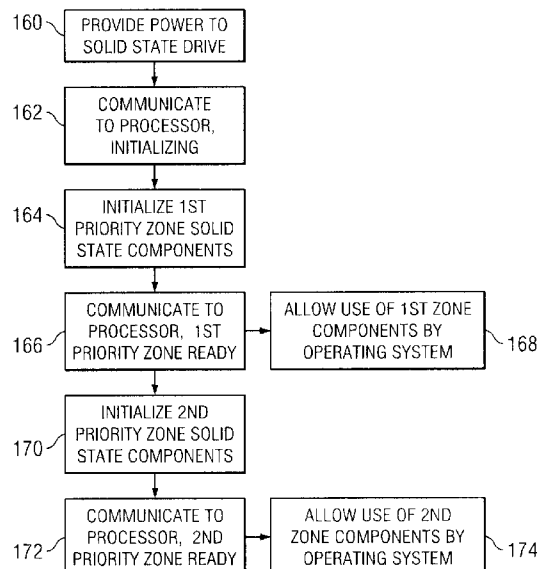 160
PROVIDE POWER TO
SOLID STATE DRIVE
162
COMMUNICATE
TO PROCESSOR,
INITIALIZING
164
INITIALIZE 1ST
PRIORITY ZONE SOLID
STATE COMPONENTS
166
COMMUNICATE TO
PROCESSOR, 1ST
PRIORITY ZONE READY
ALLOW USE OF 1ST ZONE
COMPONENTS BY
OPERATING SYSTEM
168
170
INITIALIZE 2ND
PRIORITY ZONE SOLID
STATE COMPONENTS
172
COMMUNICATE TO
PROCESSOR, 2ND
PRIORITY ZONE READY
ALLOW USE OF 2ND
ZONE COMPONENTS BY
OPERATING SYSTEM
174